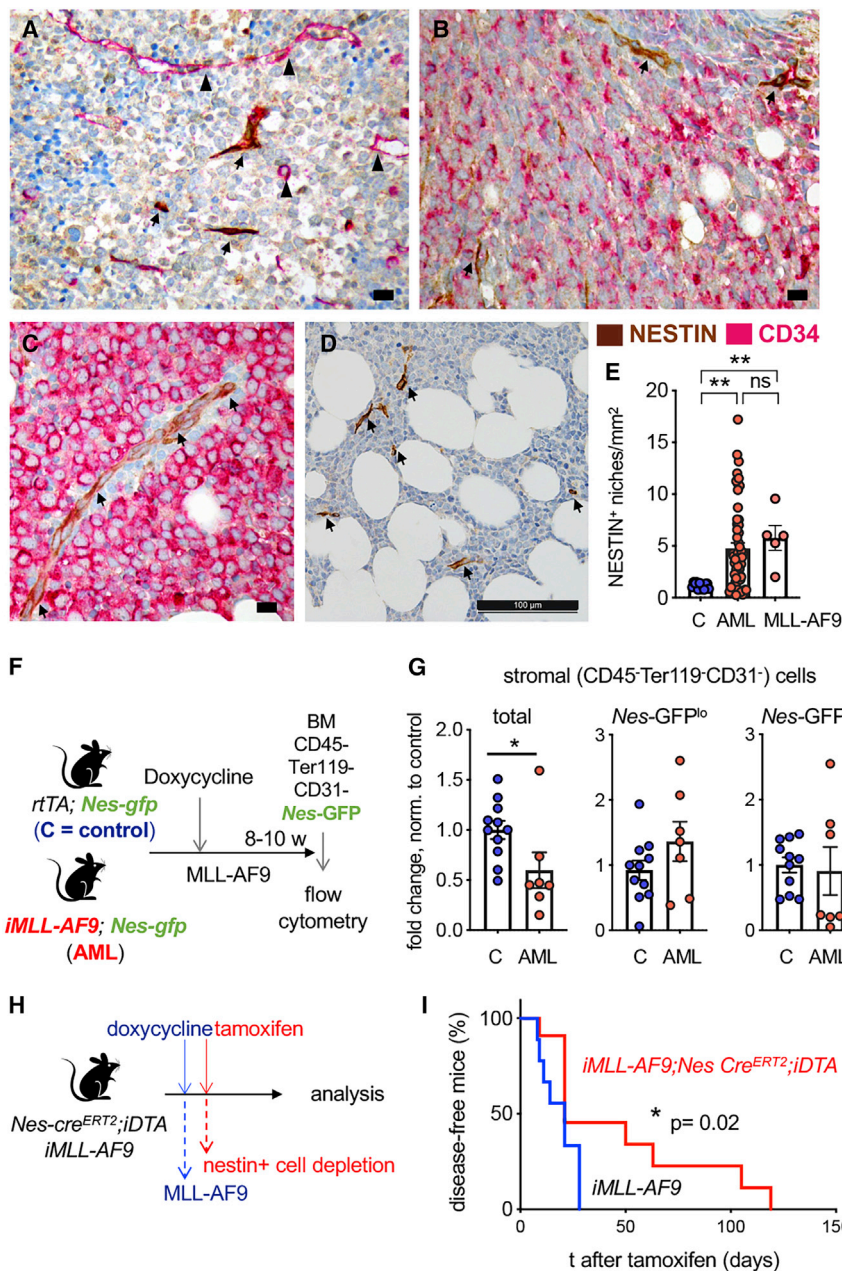 A
B
C
D
100 µm
NESTIN CD34
E
**
** ns
NESTIN⁺ niches/mm²
20
15
10
5
0
C AML MLL-AF9
F
rtTA; Nes-gfp
(C = control)
iMLL-AF9; Nes-gfp
(AML)
Doxycycline
MLL-AF9
8-10 w
BM
CD45-
Ter119-
CD31-
Nes-GFP
flow
cytometry
G
stromal (CD45⁻Ter119⁻CD31⁻) cells
fold change, norm. to control
total
*
2.0
1.5
1.0
0.5
0.0
C AML
Nes-GFPˡᵒ
3
2
1
0
C AML
Nes-GFP
3
2
1
0
C AML
H
doxycycline tamoxifen
Nes-creᴱᴿᵀ²;iDTA
iMLL-AF9
analysis
nestin+ cell depletion
MLL-AF9
I
disease-free mice (%)
100
50
0
iMLL-AF9;Nes Creᴱᴿᵀ²;iDTA
* p= 0.02
iMLL-AF9
0 50 100 150
t after tamoxifen (days)